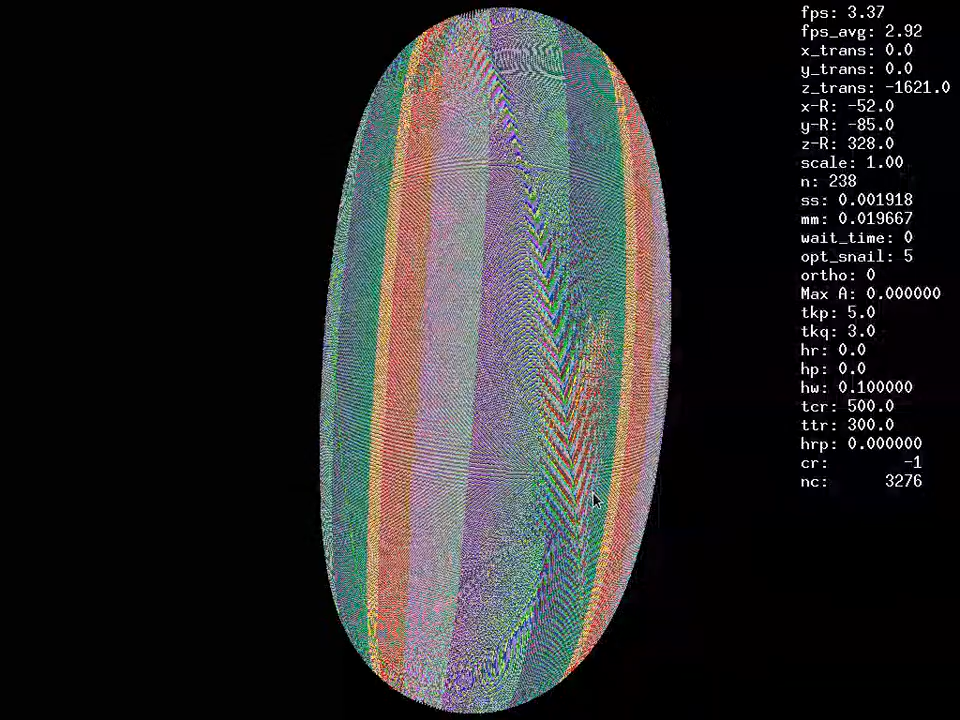 fps: 3.37
fps_avg: 2.92
x_trans: 0.0
y_trans: 0.0
z_trans: -1621.0
x-R: -52.0
y-R: -85.0
z-R: 328.0
scale: 1.00
n: 238
ss: 0.001918
mm: 0.019667
wait_time: 0
opt_snail: 5
ortho: 0
Max A: 0.000000
tkp: 5.0
tkq: 3.0
hr: 0.0
hp: 0.0
hw: 0.100000
tcr: 500.0
ttr: 300.0
hrp: 0.000000
cr: -1
nc: 3276